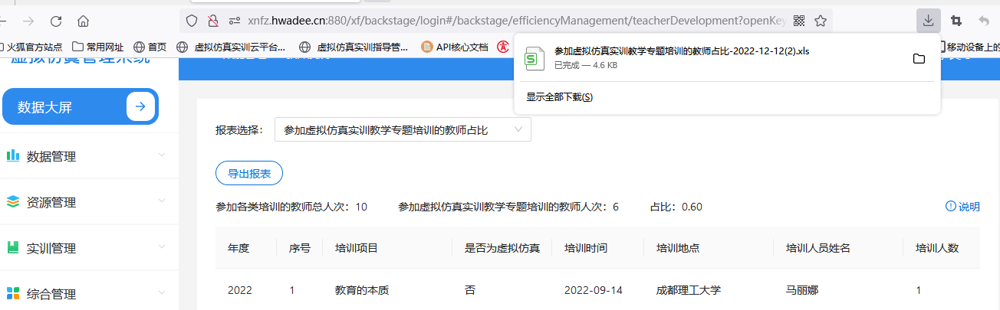 xnfz.hwadee.cn:880/xf/backstage/login#/backstage/efficiencyManagement/teacherDevelopment?openKey
火狐官方站点 常用网址 首页 虚拟仿真实训云平台... 虚拟仿真实训指导管... API核心文档 移动设备上的
参加虚拟仿真实训教学专题培训的教师占比-2022-12-12(2).xls
已完成 — 4.6 KB
显示全部下载(S)
虚拟仿真管理系统
数据大屏
数据管理
资源管理
实训管理
综合管理
报表选择: 参加虚拟仿真实训教学专题培训的教师占比
导出报表
参加各类培训的教师总人次: 10 参加虚拟仿真实训教学专题培训的教师人次: 6 占比: 0.60 说明
年度 序号 培训项目 是否为虚拟仿真 培训时间 培训地点 培训人员姓名 培训人数
2022 1 教育的本质 否 2022-09-14 成都理工大学 马丽娜 1